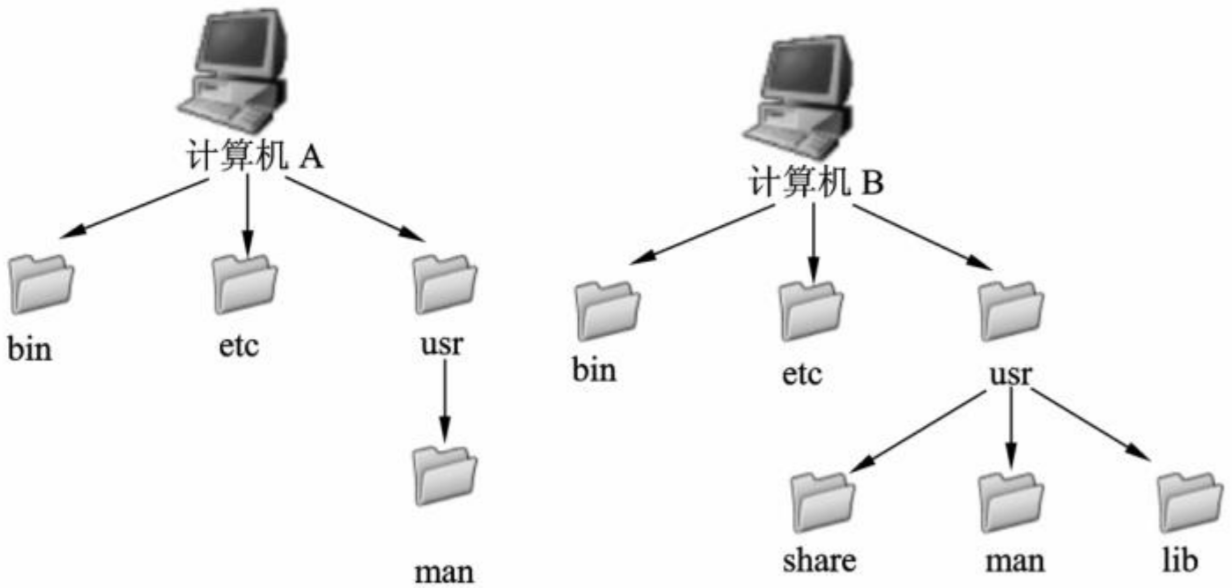 计算机 A
bin
etc
usr
man
计算机 B
bin
etc
usr
share
man
lib